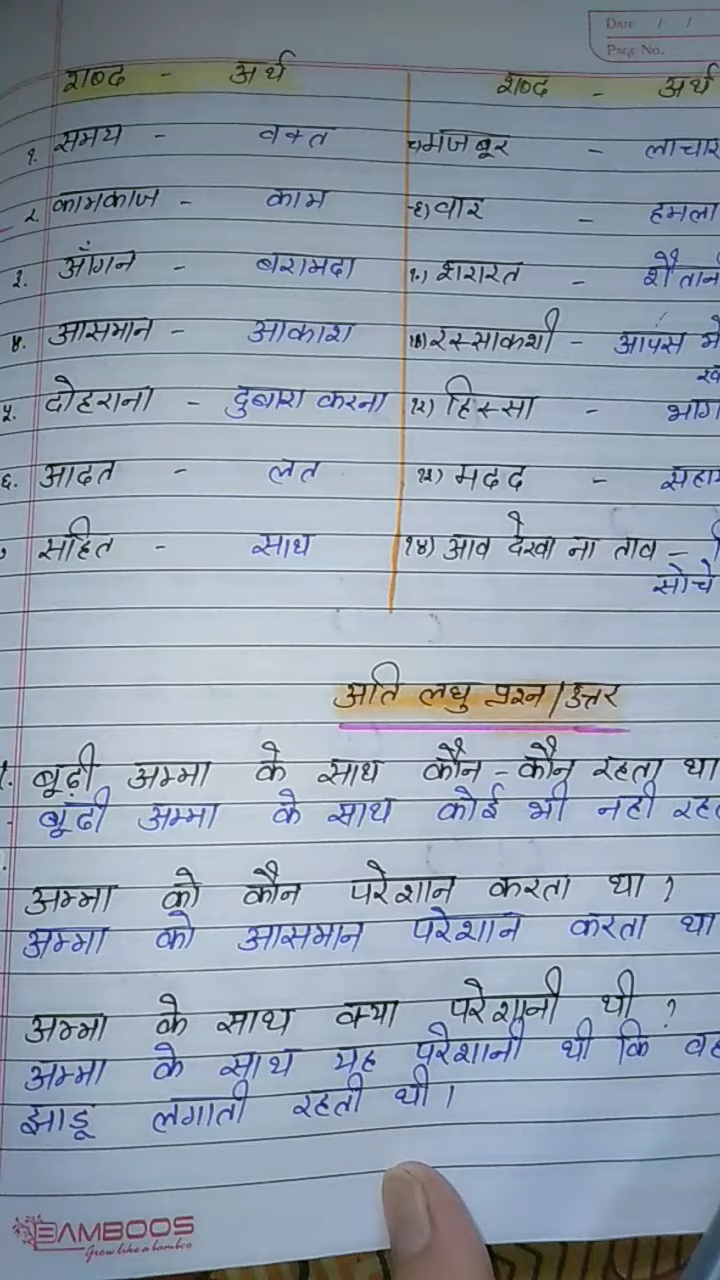 Date / /
Page No.
शब्द - अर्थ
१. समय - वक्त
२. कामकाज - काम
३. आँगन - बरामदा
४. आसमान - आकाश
५. दोहराना - दुबारा करना
६. आदत - लत
सहित - साथ
शब्द - अर्थ
मजबूर - लाचार
वार - हमला
शरारत -
रस्साकशी - आपस में
१२) हिस्सा - भाग
मदद -
१४) आव देखा ना ताव -
सोचे
अति लघु प्रश्न/उत्तर
बूढ़ी अम्मा के साथ कौन-कौन रहता था
बूढी अम्मा के साथ कोई भी नही
अम्मा को कौन परेशान करता था ?
अम्मा को आसमान परेशान करता था
अम्मा के साथ क्या परेशानी थी ?
अम्मा के साथ यह परेशानी थी कि वह
झाडू लगाती रहती थी।
BAMBOOS
Grow like a bamboo